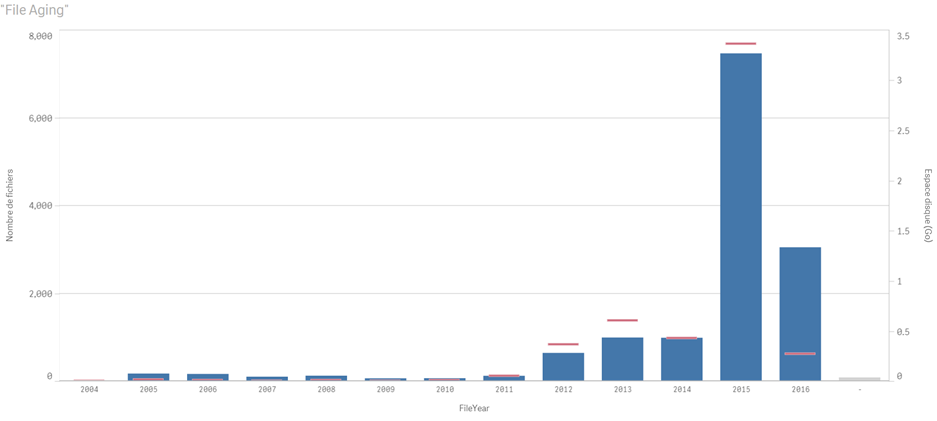 "File Aging"
8,000
6,000
4,000
2,000
0
Nombre de fichiers
3.5
3
2.5
2
1.5
1
0.5
0
Espace disque (Go)
2004 2005 2006 2007 2008 2009 2010 2011 2012 2013 2014 2015 2016 -
FileYear